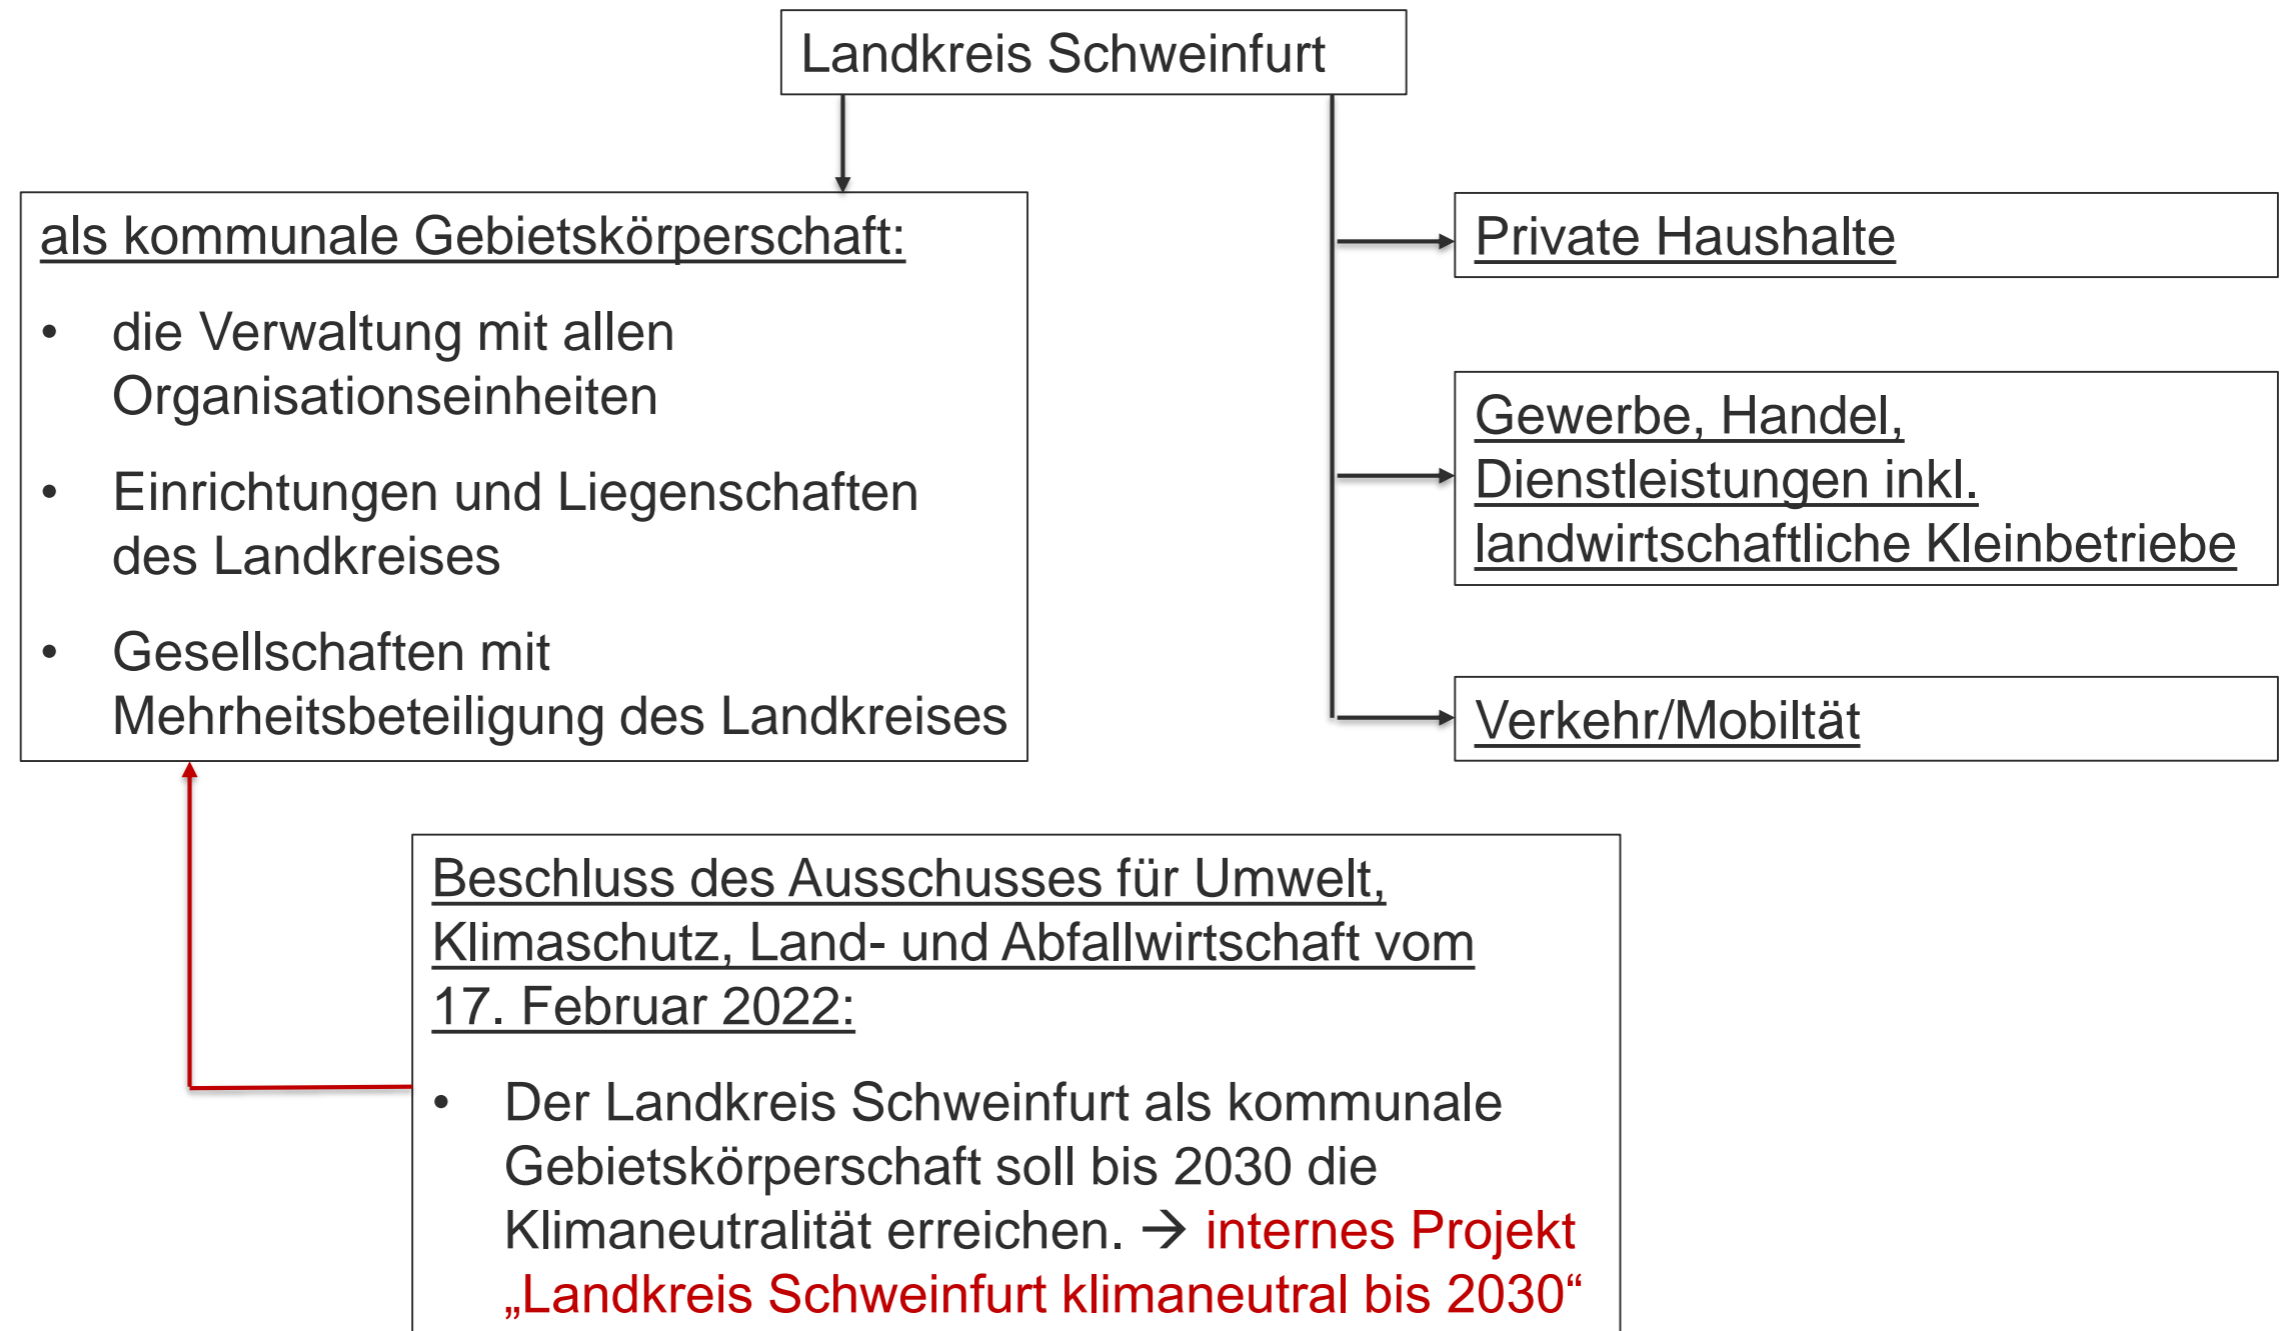 Landkreis Schweinfurt
als kommunale Gebietskörperschaft:
• die Verwaltung mit allen
Organisationseinheiten
• Einrichtungen und Liegenschaften
des Landkreises
• Gesellschaften mit
Mehrheitsbeteiligung des Landkreises
Private Haushalte
Gewerbe, Handel,
Dienstleistungen inkl.
landwirtschaftliche Kleinbetriebe
Verkehr/Mobiltät
Beschluss des Ausschusses für Umwelt,
Klimaschutz, Land- und Abfallwirtschaft vom
17. Februar 2022:
• Der Landkreis Schweinfurt als kommunale
Gebietskörperschaft soll bis 2030 die
Klimaneutralität erreichen. → internes Projekt
„Landkreis Schweinfurt klimaneutral bis 2030“